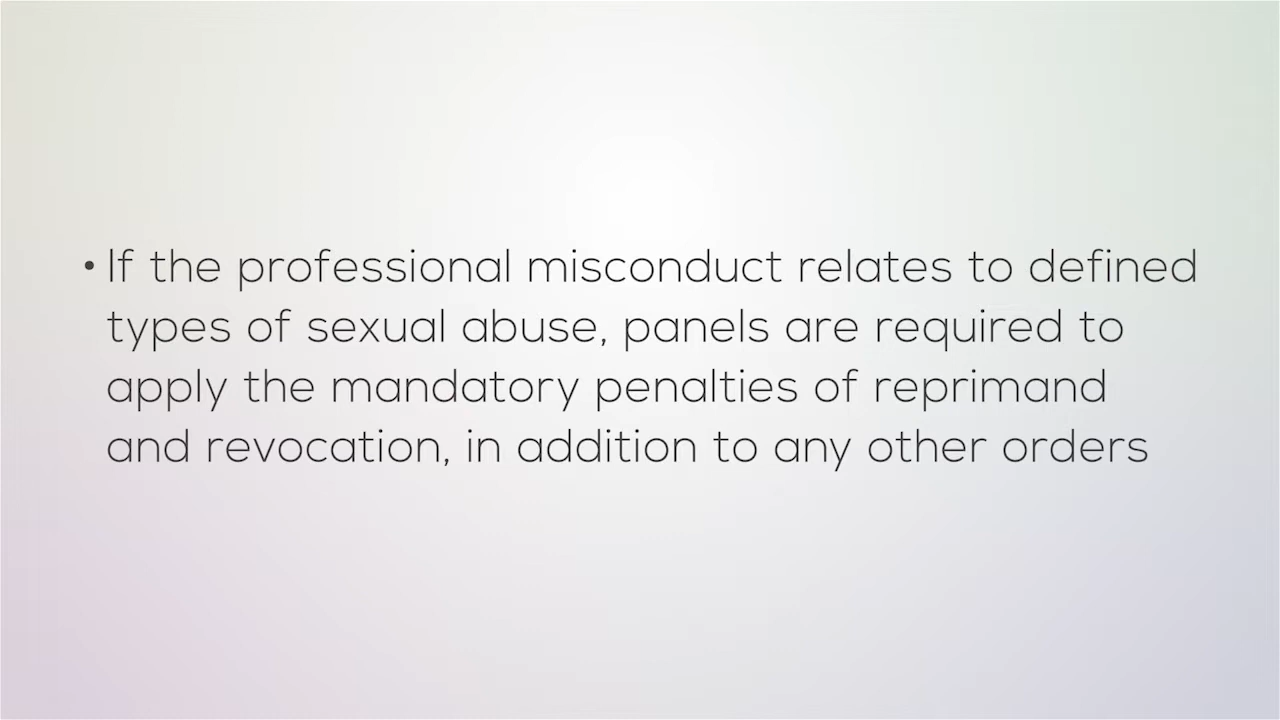 • If the professional misconduct relates to defined
types of sexual abuse, panels are required to
apply the mandatory penalties of reprimand
and revocation, in addition to any other orders